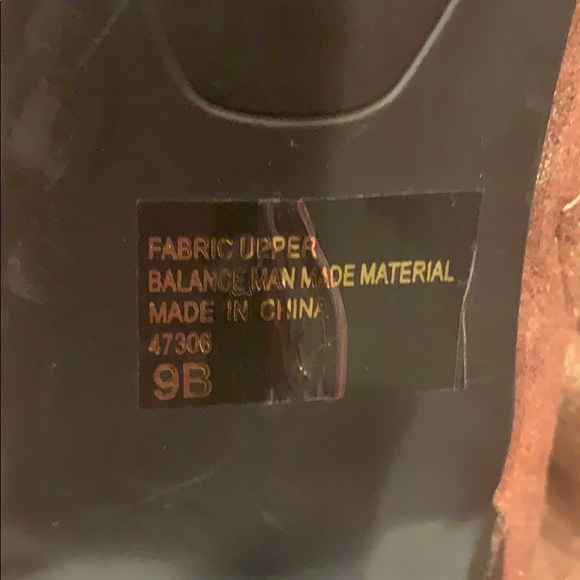 FABRIC UPPER
BALANCE MAN MADE MATERIAL
MADE IN CHINA
47306
9B